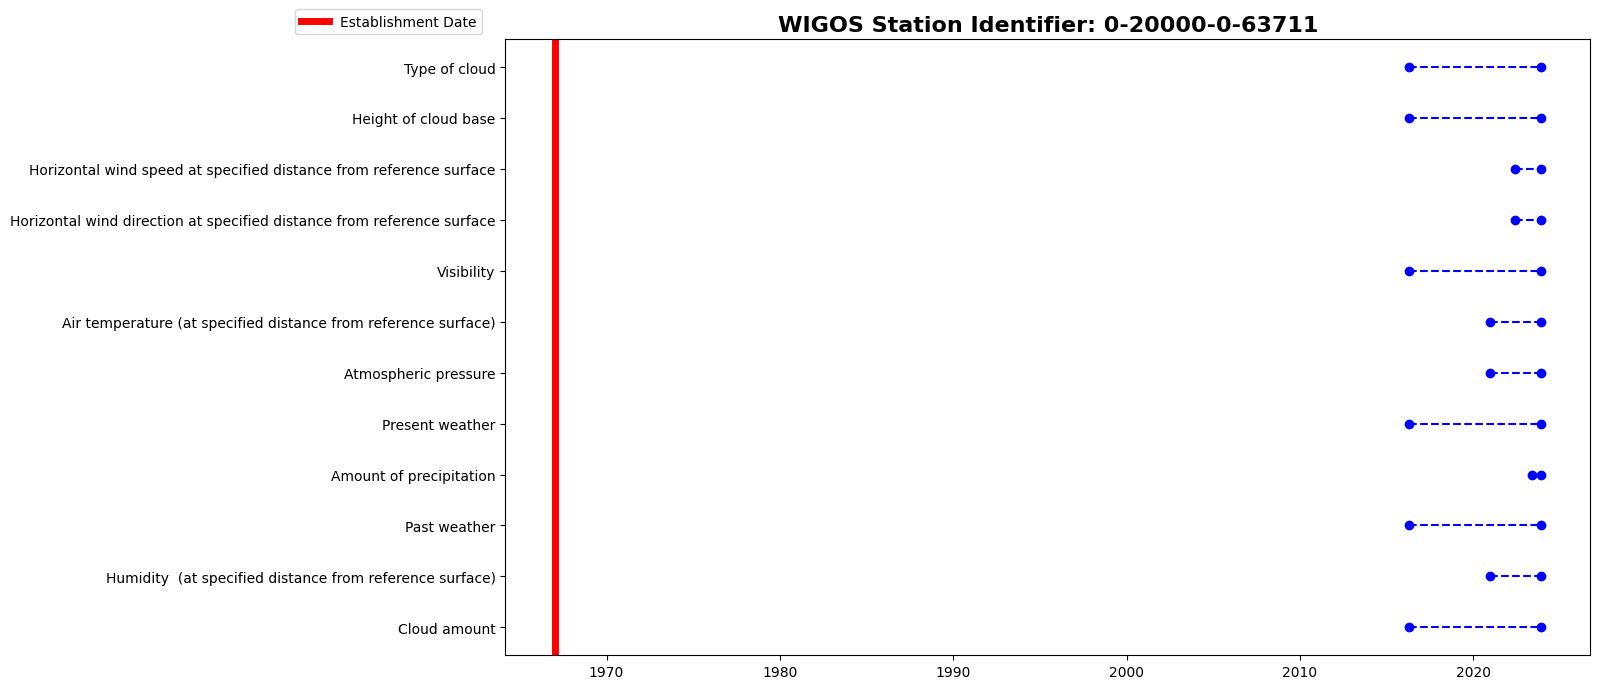 Establishment Date
WIGOS Station Identifier: 0-20000-0-63711
Type of cloud
Height of cloud base
Horizontal wind speed at specified distance from reference surface
Horizontal wind direction at specified distance from reference surface
Visibility
Air temperature (at specified distance from reference surface)
Atmospheric pressure
Present weather
Amount of precipitation
Past weather
Humidity  (at specified distance from reference surface)
Cloud amount
1970 1980 1990 2000 2010 2020